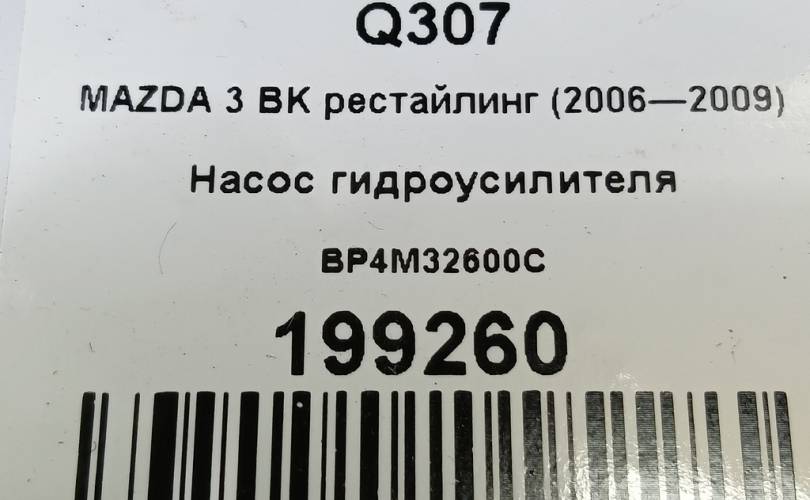 Q307
MAZDA 3 BK рестайлинг (2006—2009)
Насос гидроусилителя
BP4M32600C
199260